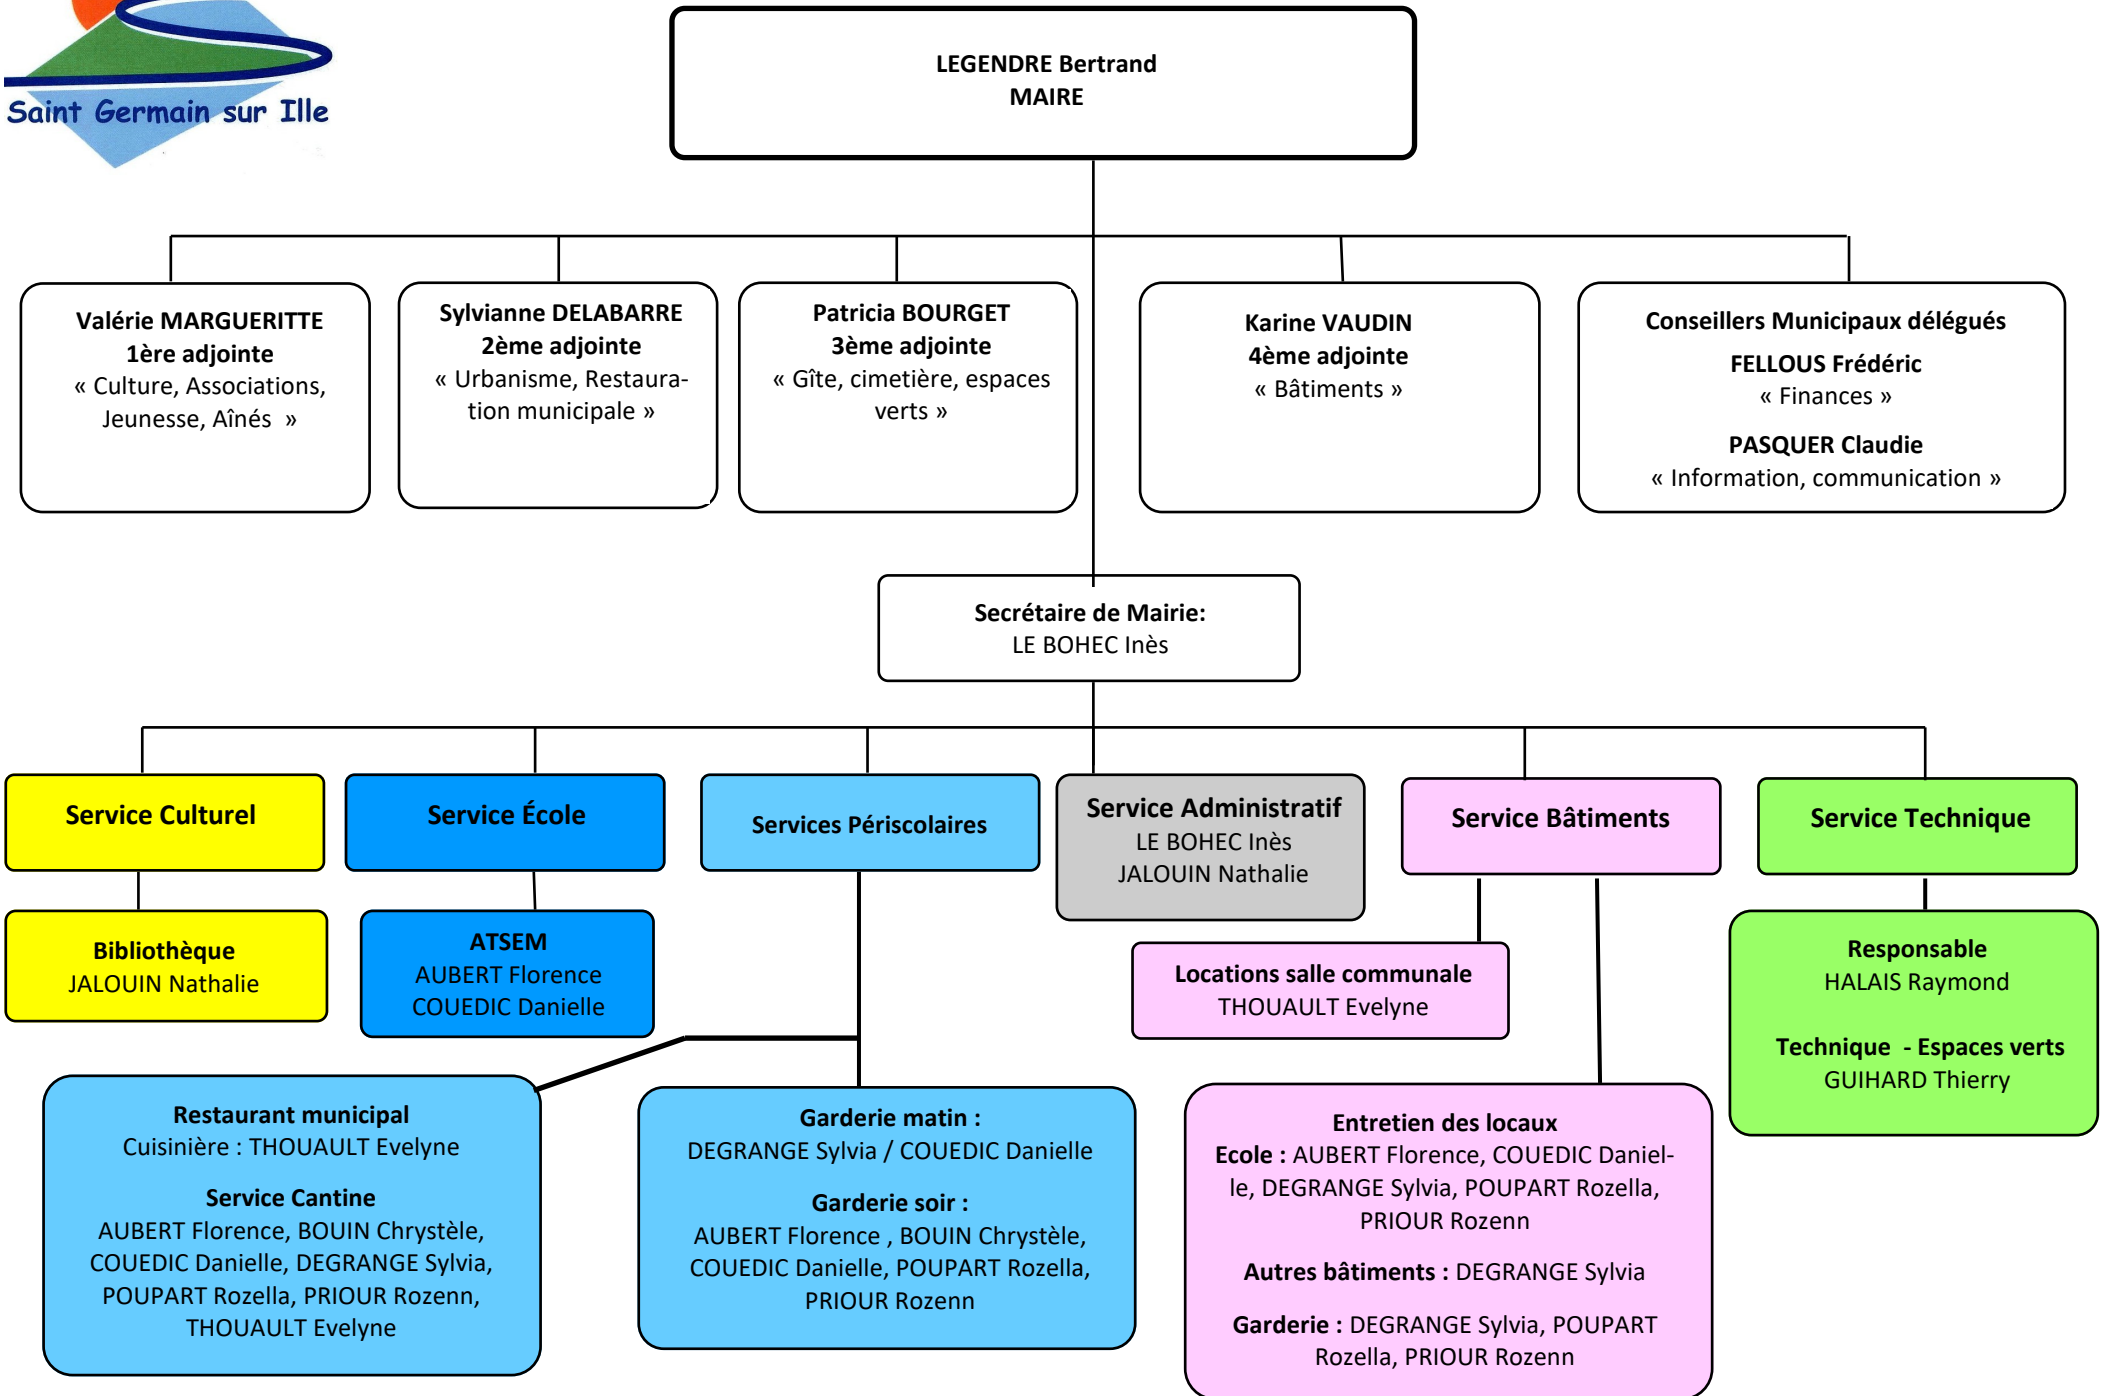 Saint Germain sur Ille
LEGENDRE Bertrand
MAIRE
Valérie MARGUERITTE
1ère adjointe
« Culture, Associations,
Jeunesse, Aînés  »
Sylvianne DELABARRE
2ème adjointe
« Urbanisme, Restaura-
tion municipale »
Patricia BOURGET
3ème adjointe
« Gîte, cimetière, espaces
verts »
Karine VAUDIN
4ème adjointe
« Bâtiments »
Conseillers Municipaux délégués
FELLOUS Frédéric
« Finances »
PASQUER Claudie
« Information, communication »
Secrétaire de Mairie:
LE BOHEC Inès
Service Culturel
Service École
Services Périscolaires
Service Administratif
LE BOHEC Inès
JALOUIN Nathalie
Service Bâtiments
Service Technique
Bibliothèque
JALOUIN Nathalie
ATSEM
AUBERT Florence
COUEDIC Danielle
Locations salle communale
THOUAULT Evelyne
Responsable
HALAIS Raymond
Technique  - Espaces verts
GUIHARD Thierry
Restaurant municipal
Cuisinière : THOUAULT Evelyne
Service Cantine
AUBERT Florence, BOUIN Chrystèle,
COUEDIC Danielle, DEGRANGE Sylvia,
POUPART Rozella, PRIOUR Rozenn,
THOUAULT Evelyne
Garderie matin :
DEGRANGE Sylvia / COUEDIC Danielle
Garderie soir :
AUBERT Florence , BOUIN Chrystèle,
COUEDIC Danielle, POUPART Rozella,
PRIOUR Rozenn
Entretien des locaux
Ecole : AUBERT Florence, COUEDIC Daniel-
le, DEGRANGE Sylvia, POUPART Rozella,
PRIOUR Rozenn
Autres bâtiments : DEGRANGE Sylvia
Garderie : DEGRANGE Sylvia, POUPART
Rozella, PRIOUR Rozenn